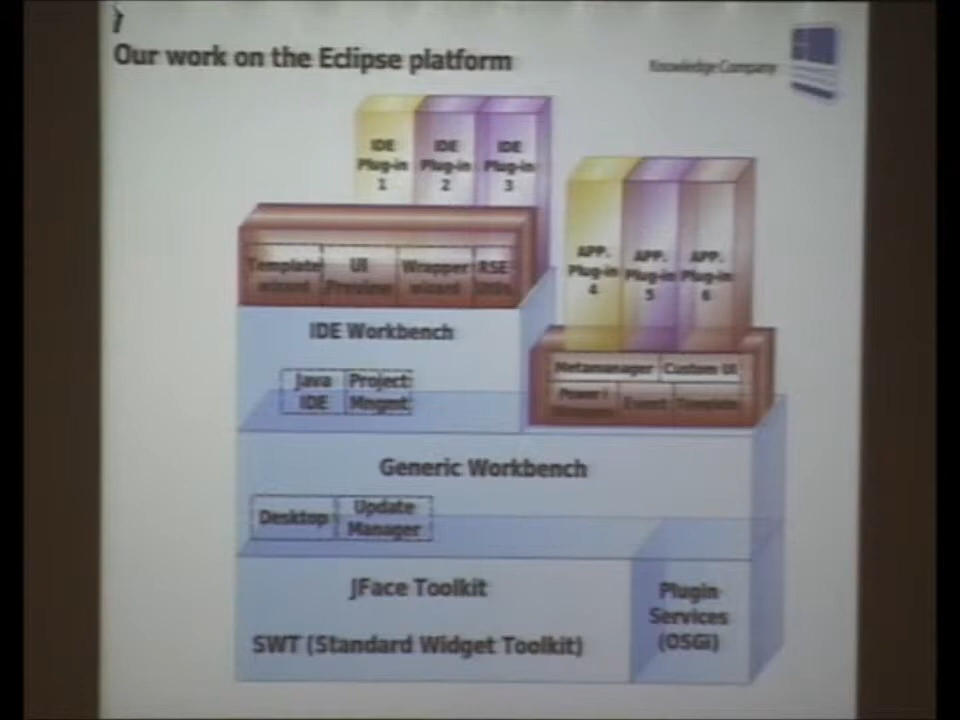 Our work on the Eclipse platform
Knowledge Company
IDE
Plug-in
1
IDE
Plug-in
2
IDE
Plug-in
3
APP.
Plug-in
4
APP.
Plug-in
5
APP.
Plug-in
6
Template
wizard
UI
Preview
Wrapper
wizard
RSE
IDE Workbench
Java
IDE
Project
Mngmt
Metamanager
Custom UI
Power i
Event
Template
Generic Workbench
Desktop
Update
Manager
JFace Toolkit
SWT (Standard Widget Toolkit)
Plugin
Services
(OSGi)